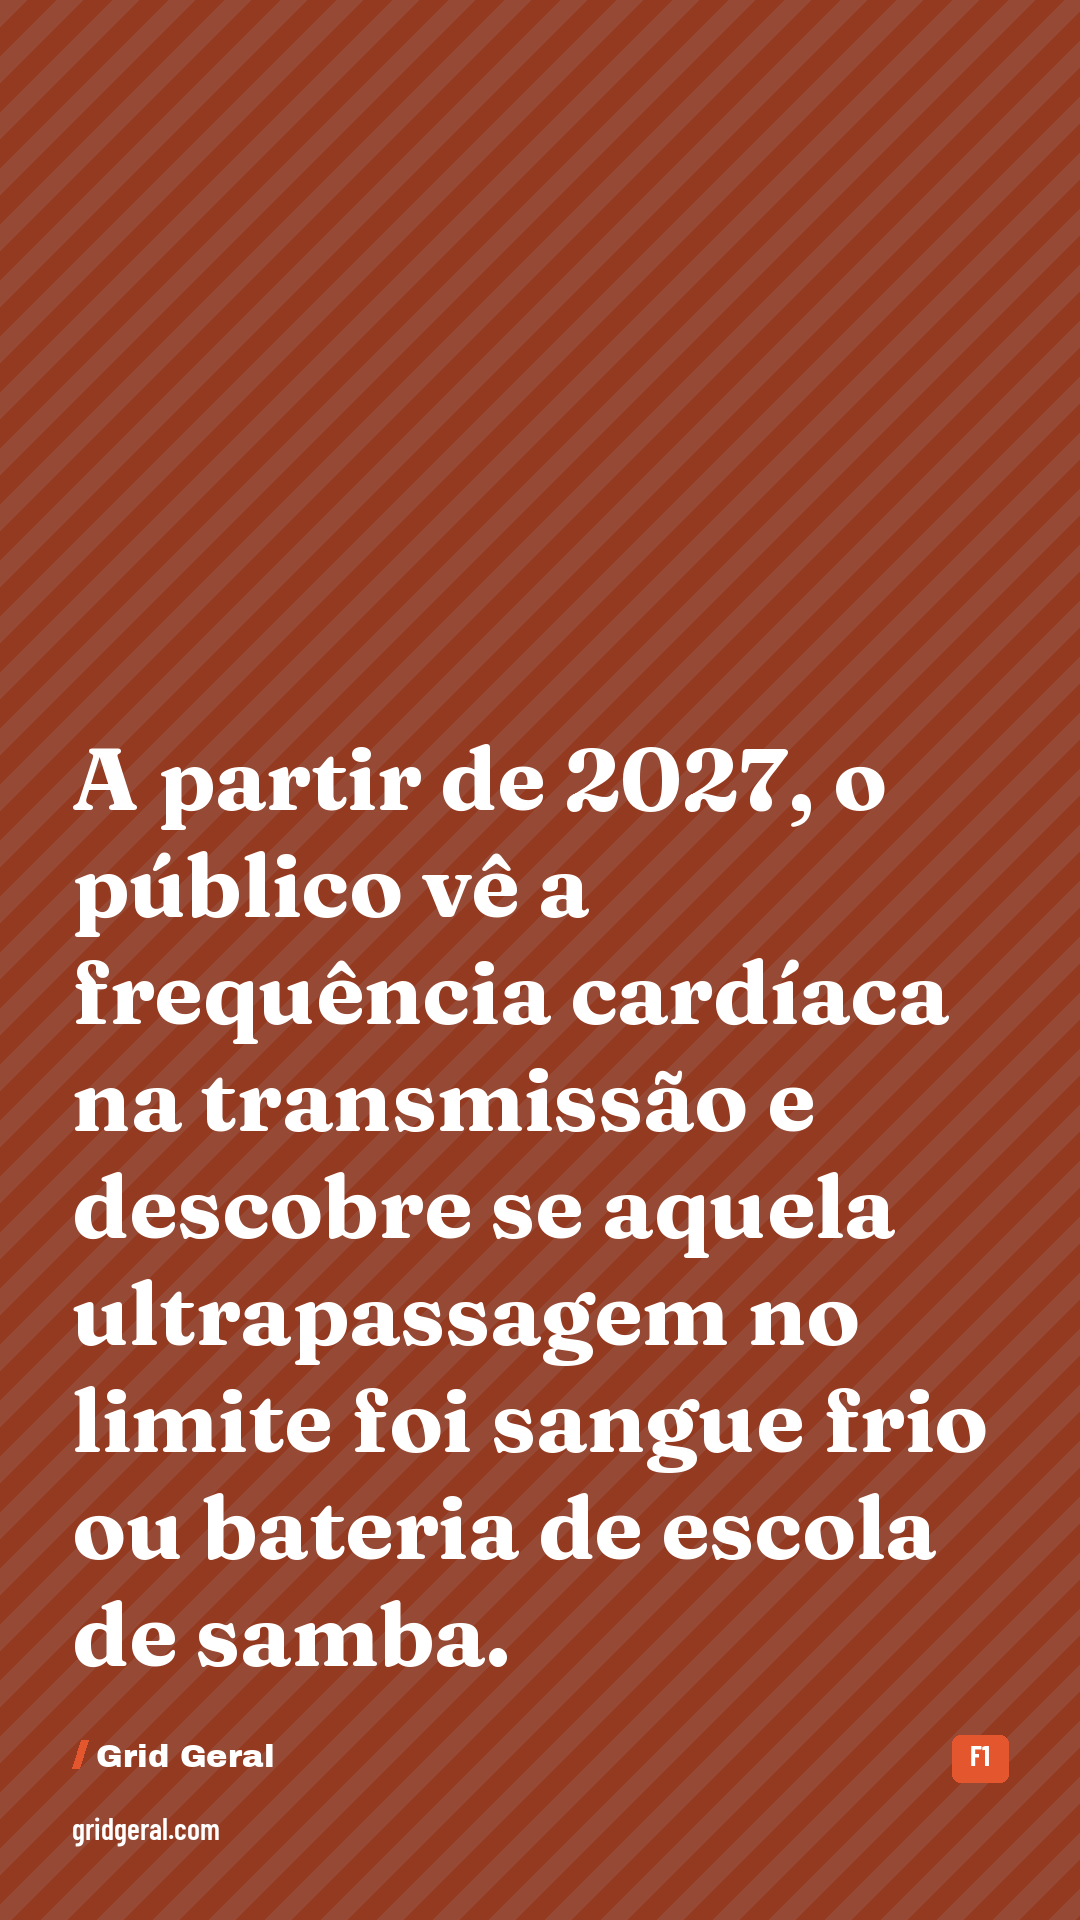 A partir de 2027, o
público vê a
frequência cardíaca
na transmissão e
descobre se aquela
ultrapassagem no
limite foi sangue frio
ou bateria de escola
de samba.
/ Grid Geral
F1
gridgeral.com